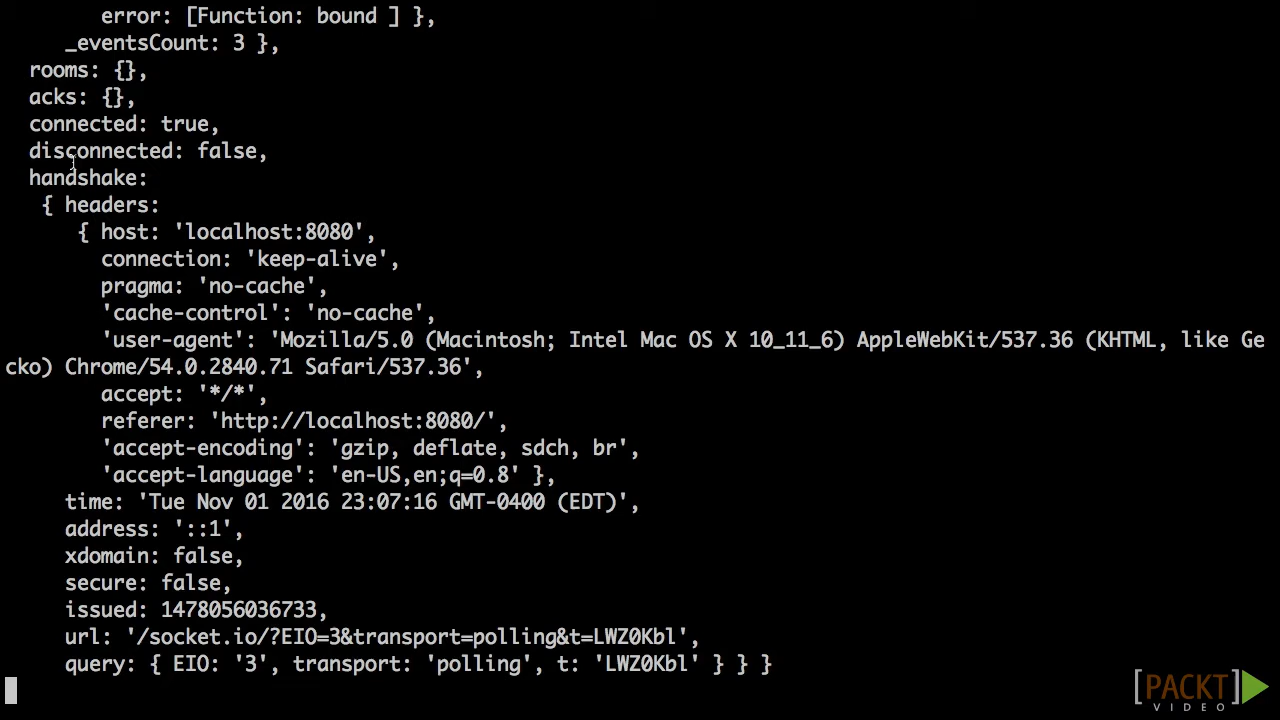 error: [Function: bound ] },
_eventsCount: 3 },
rooms: {},
acks: {},
connected: true,
disconnected: false,
handshake:
{ headers:
{ host: 'localhost:8080',
connection: 'keep-alive',
pragma: 'no-cache',
'cache-control': 'no-cache',
'user-agent': 'Mozilla/5.0 (Macintosh; Intel Mac OS X 10_11_6) AppleWebKit/537.36 (KHTML, like Ge
cko) Chrome/54.0.2840.71 Safari/537.36',
accept: '*/*',
referer: 'http://localhost:8080/',
'accept-encoding': 'gzip, deflate, sdch, br',
'accept-language': 'en-US,en;q=0.8' },
time: 'Tue Nov 01 2016 23:07:16 GMT-0400 (EDT)',
address: '::1',
xdomain: false,
secure: false,
issued: 1478056036733,
url: '/socket.io/?EIO=3&transport=polling&t=LWZ0Kbl',
query: { EIO: '3', transport: 'polling', t: 'LWZ0Kbl' } } }
[PACKT]
VIDEO